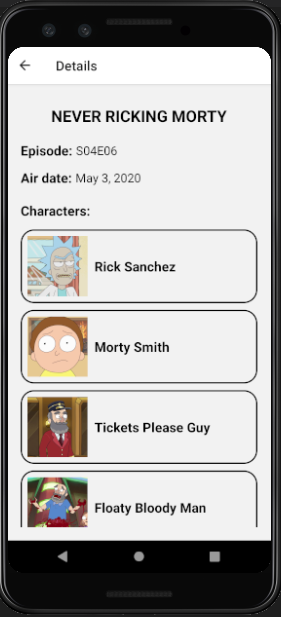 Details
NEVER RICKING MORTY
Episode: S04E06
Air date: May 3, 2020
Characters:
Rick Sanchez
Morty Smith
Tickets Please Guy
Floaty Bloody Man